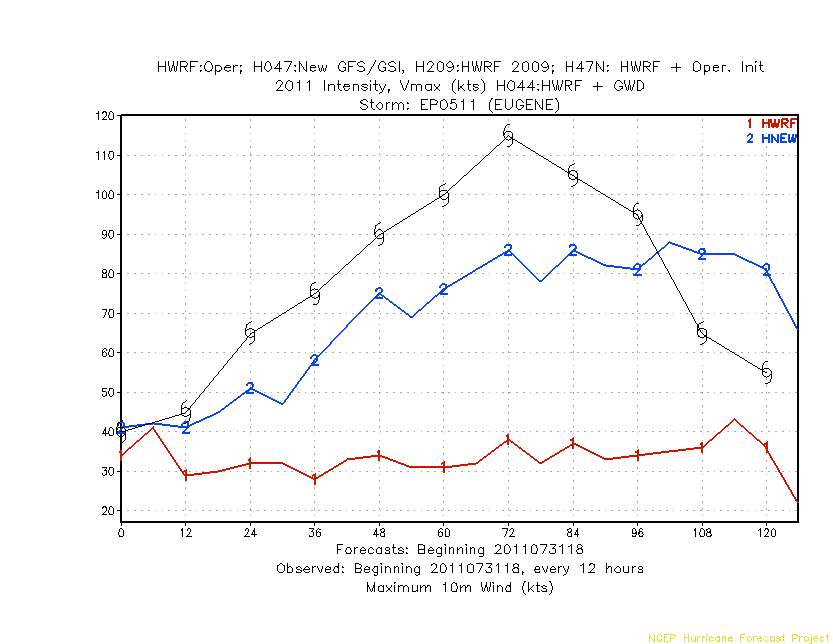 HWRF:Oper; H047:New GFS/GSI, H209:HWRF 2009; H47N: HWRF + Oper. Init
2011 Intensity, Vmax (kts) H044:HWRF + GWD
Storm: EP0511 (EUGENE)
1 HWRF
2 HNEW
120
110
100
90
80
70
60
50
40
30
20
0 12 24 36 48 60 72 84 96 108 120
Forecasts: Beginning 2011073118
Observed: Beginning 2011073118, every 12 hours
Maximum 10m Wind (kts)
NCEP Hurricane Forecast Project